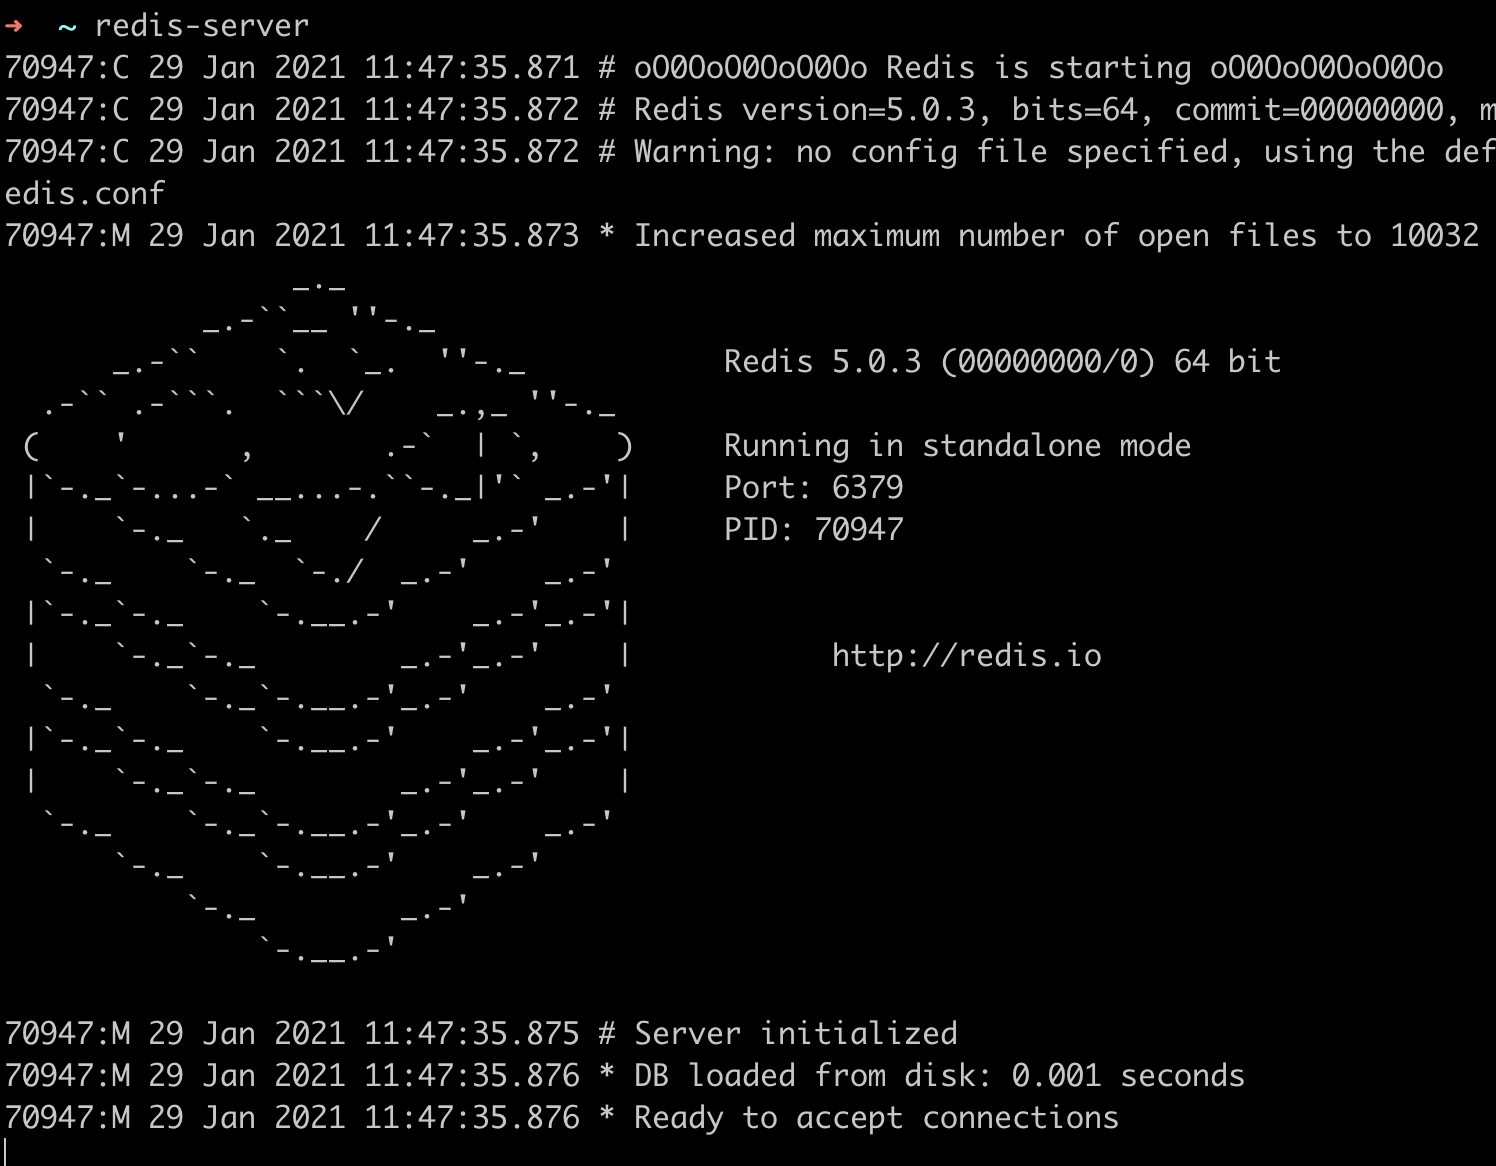 ➜  ~ redis-server
70947:C 29 Jan 2021 11:47:35.871 # oO0OoO0OoO0Oo Redis is starting oO0OoO0OoO0Oo
70947:C 29 Jan 2021 11:47:35.872 # Redis version=5.0.3, bits=64, commit=00000000, m
70947:C 29 Jan 2021 11:47:35.872 # Warning: no config file specified, using the def
edis.conf
70947:M 29 Jan 2021 11:47:35.873 * Increased maximum number of open files to 10032
Redis 5.0.3 (00000000/0) 64 bit
Running in standalone mode
Port: 6379
PID: 70947
http://redis.io
70947:M 29 Jan 2021 11:47:35.875 # Server initialized
70947:M 29 Jan 2021 11:47:35.876 * DB loaded from disk: 0.001 seconds
70947:M 29 Jan 2021 11:47:35.876 * Ready to accept connections